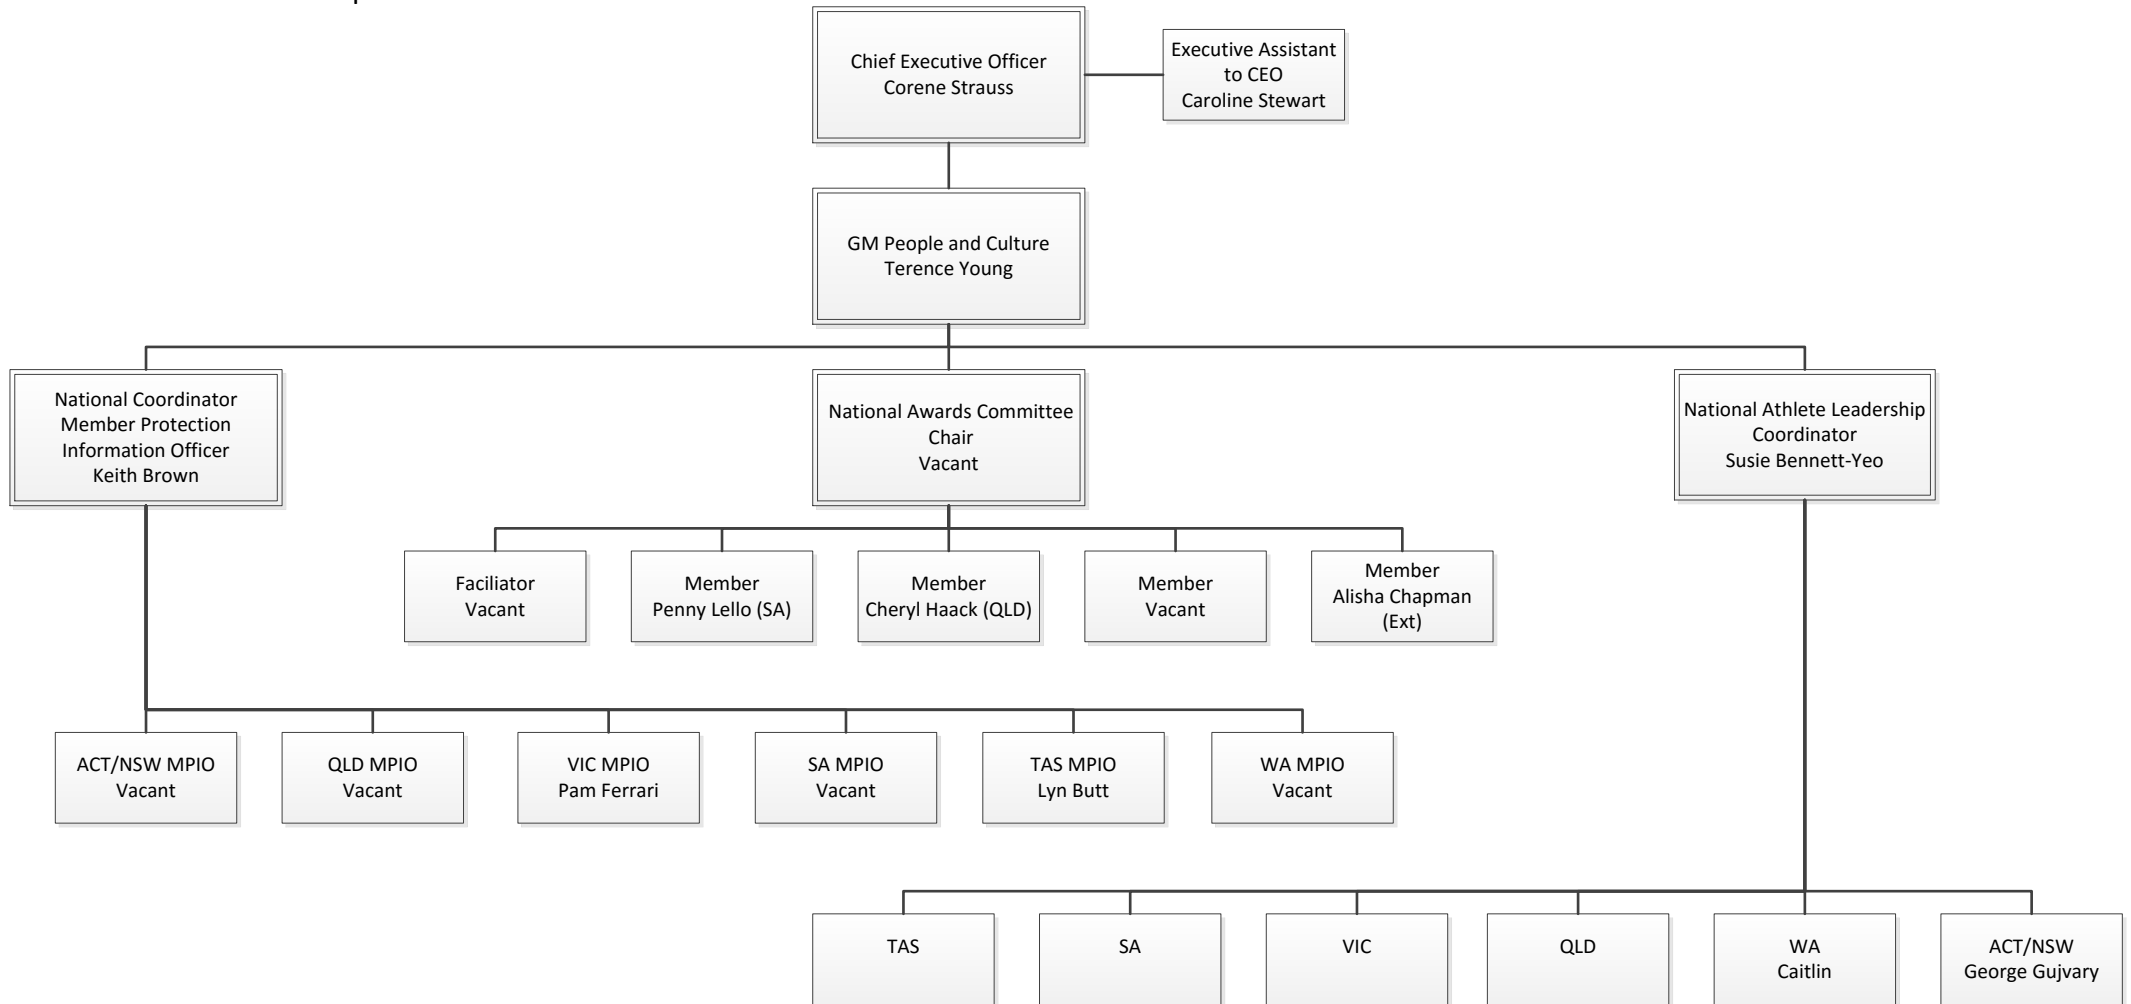 Chief Executive Officer
Corene Strauss
Executive Assistant
to CEO
Caroline Stewart
GM People and Culture
Terence Young
National Coordinator
Member Protection
Information Officer
Keith Brown
National Awards Committee
Chair
Vacant
National Athlete Leadership
Coordinator
Susie Bennett-Yeo
Faciliator
Vacant
Member
Penny Lello (SA)
Member
Cheryl Haack (QLD)
Member
Vacant
Member
Alisha Chapman
(Ext)
ACT/NSW MPIO
Vacant
QLD MPIO
Vacant
VIC MPIO
Pam Ferrari
SA MPIO
Vacant
TAS MPIO
Lyn Butt
WA MPIO
Vacant
TAS
SA
VIC
QLD
WA
Caitlin
ACT/NSW
George Gujvary